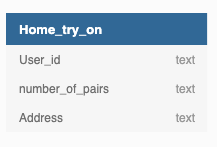 Home_try_on
User_id text
number_of_pairs text
Address text